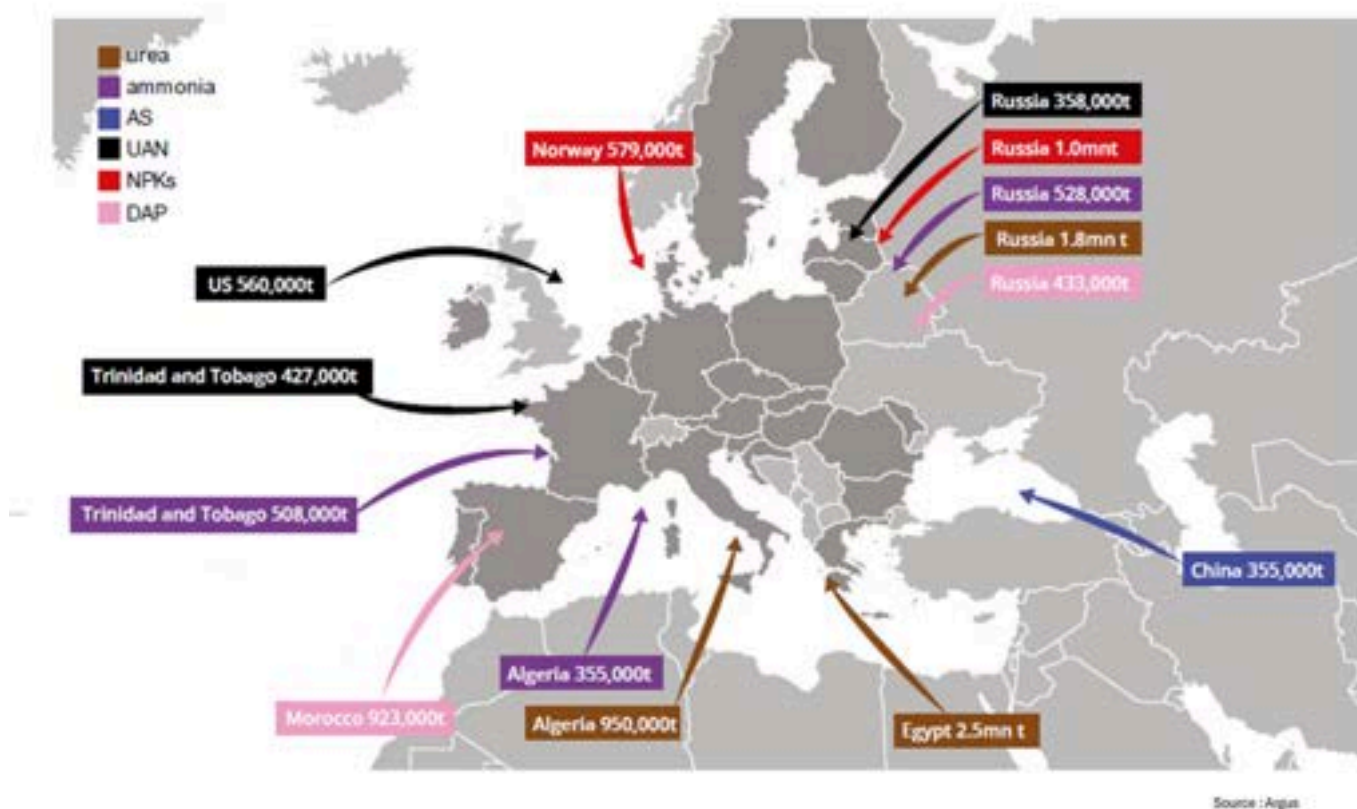 urea
ammonia
AS
UAN
NPKs
DAP
Norway 579,000t
Russia 358,000t
Russia 1.0mnt
Russia 528,000t
Russia 1.8mn t
Russia 433,000t
US 560,000t
Trinidad and Tobago 427,000t
Trinidad and Tobago 508,000t
China 355,000t
Algeria 355,000t
Morocco 923,000t
Algeria 950,000t
Egypt 2.5mn t
Source : Argus